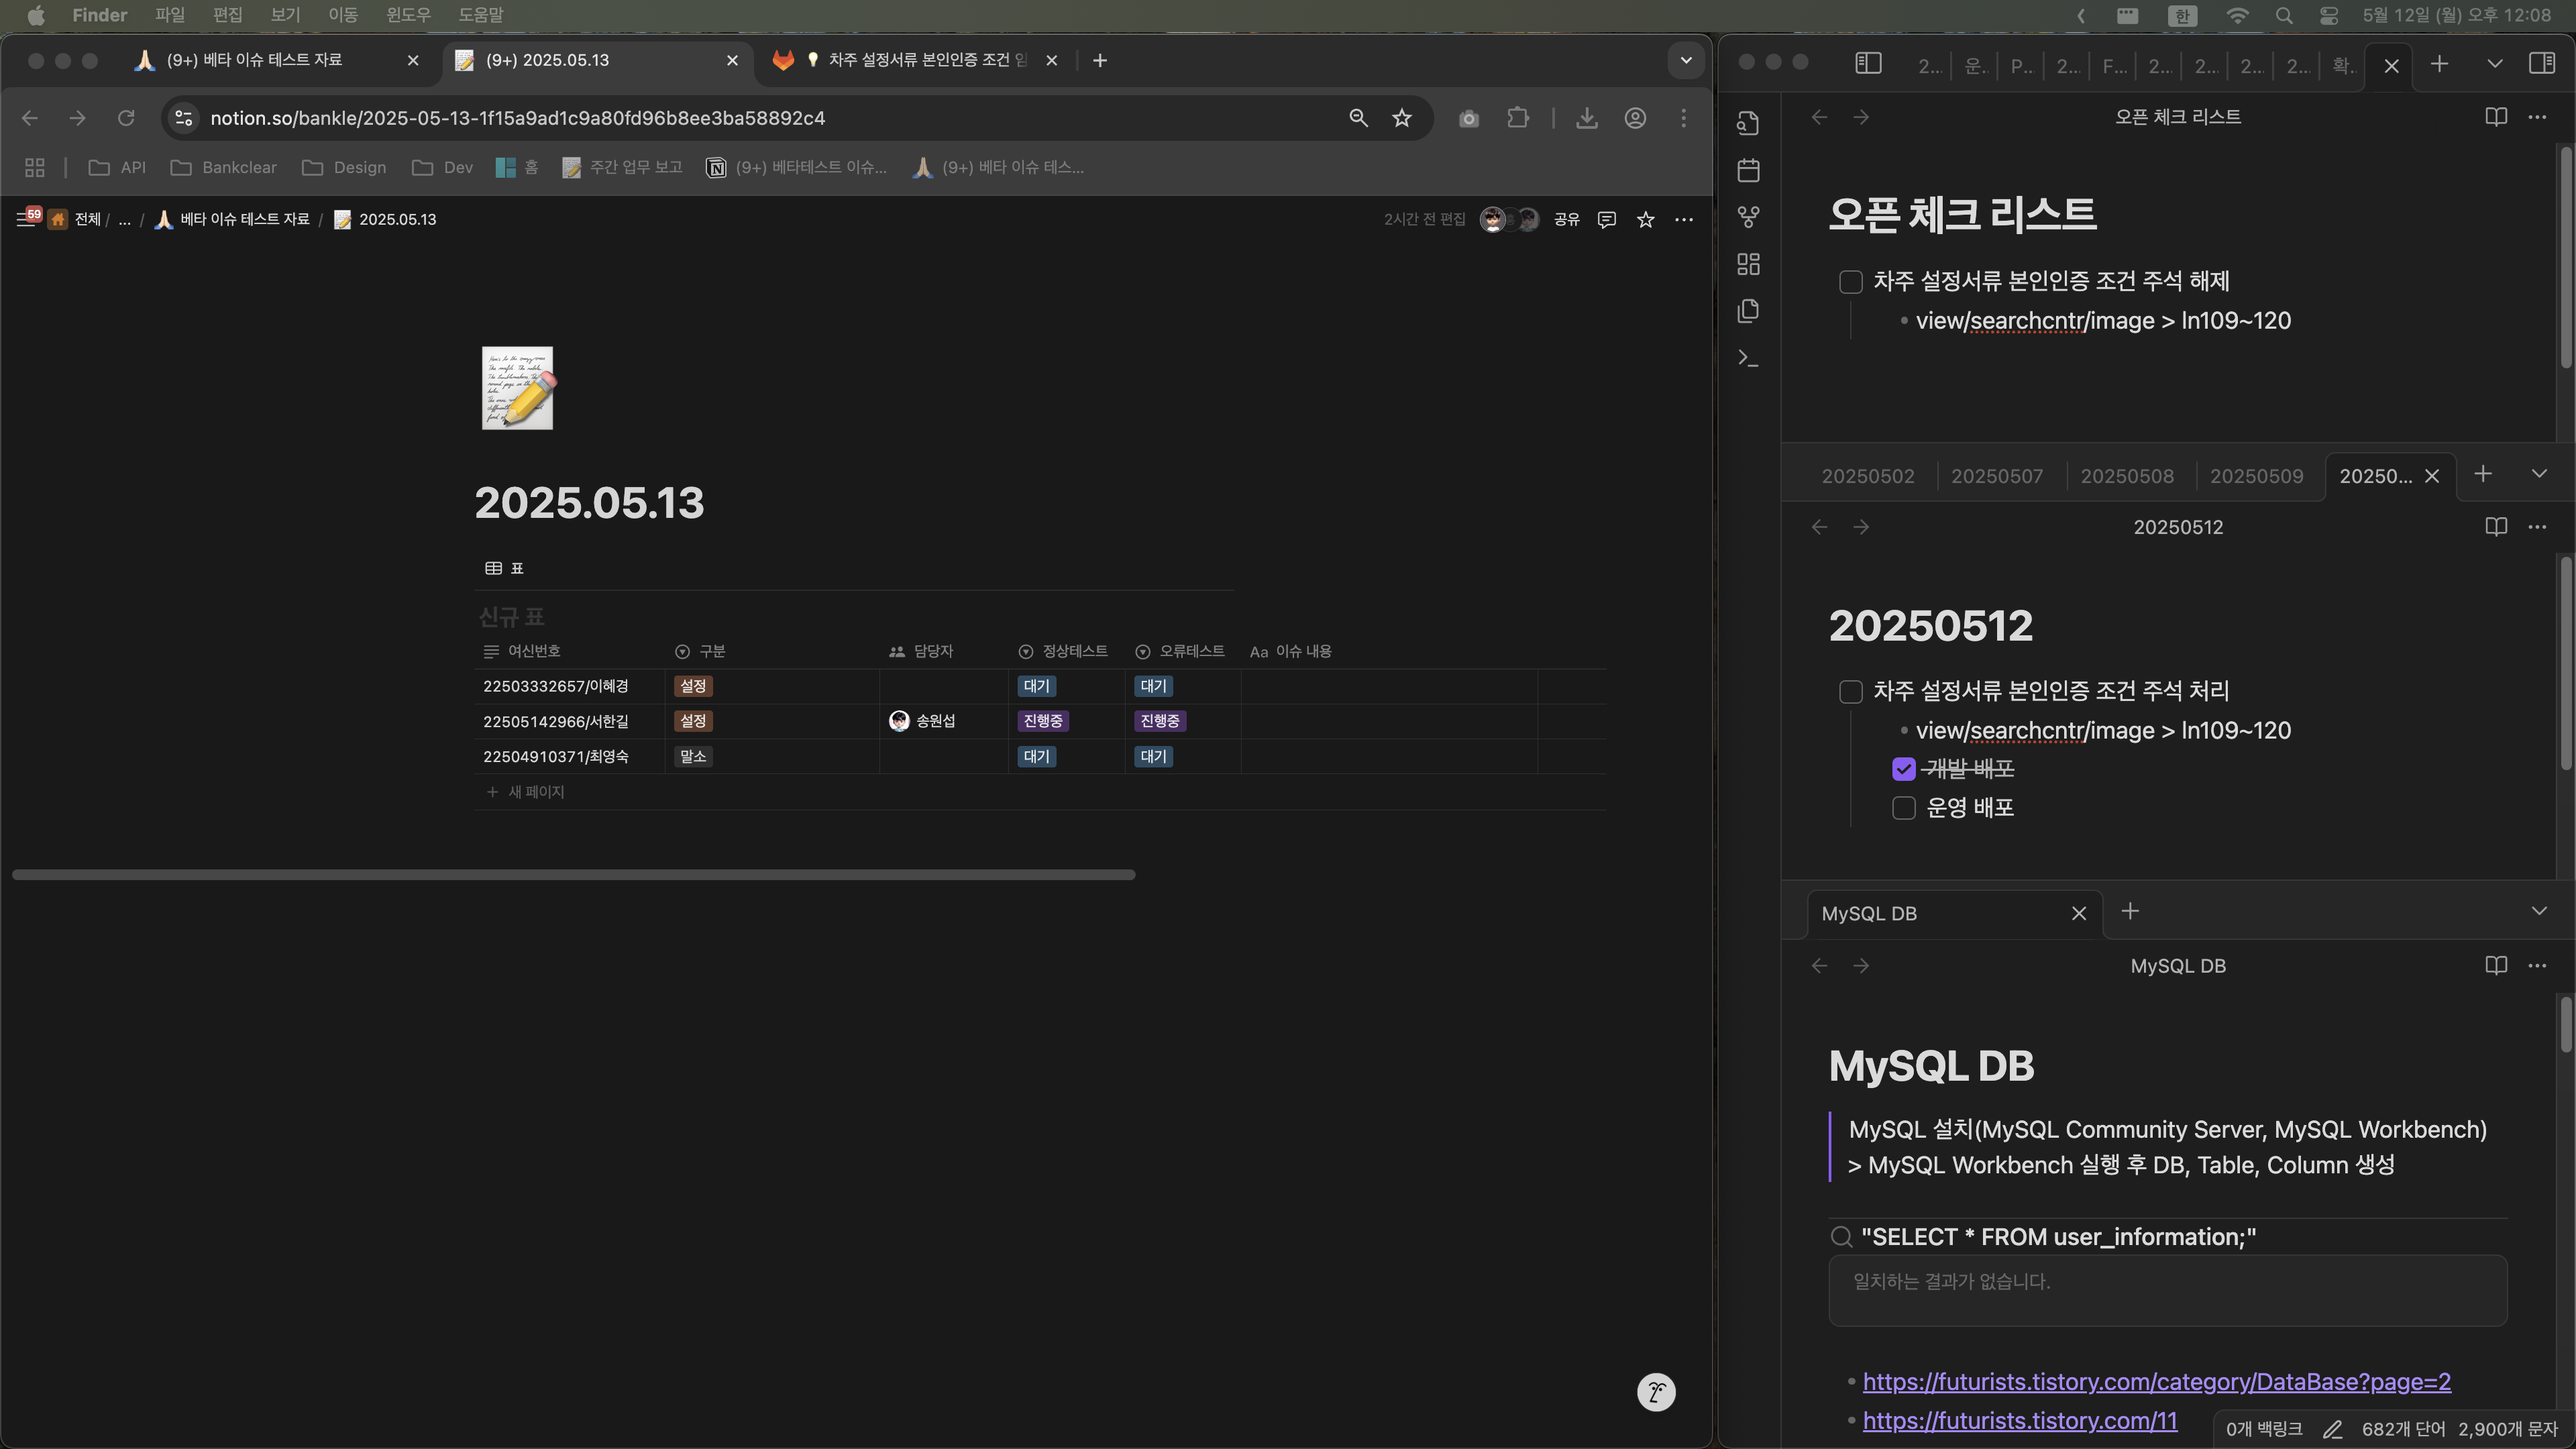 Finder 파일 편집 보기 이동 윈도우 도움말
한 5월 12일 (월) 오후 12:08
(9+) 베타 이슈 테스트 자료
(9+) 2025.05.13
차주 설정서류 본인인증 조건
notion.so/bankle/2025-05-13-1f15a9ad1c9a80fd96b8ee3ba58892c4
API Bankclear Design Dev 홈 주간 업무 보고 (9+) 베타테스트 이슈... (9+) 베타 이슈 테스...
59 전체 / ... / 베타 이슈 테스트 자료 / 2025.05.13
2시간 전 편집 공유
2025.05.13
표
신규 표
여신번호 구분 담당자 정상테스트 오류테스트 Aa 이슈 내용
22503332657/이혜경 설정 대기 대기
22505142966/서한길 설정 송원섭 진행중 진행중
22504910371/최영숙 말소 대기 대기
+ 새 페이지
2... 운.. P... 2... F... 2... 2... 2... 2... 확..
오픈 체크 리스트
오픈 체크 리스트
차주 설정서류 본인인증 조건 주석 해제
view/searchcntr/image > ln109~120
20250502 20250507 20250508 20250509 20250...
20250512
20250512
차주 설정서류 본인인증 조건 주석 처리
view/searchcntr/image > ln109~120
개발 배포
운영 배포
MySQL DB
MySQL DB
MySQL DB
MySQL 설치(MySQL Community Server, MySQL Workbench)
> MySQL Workbench 실행 후 DB, Table, Column 생성
"SELECT * FROM user_information;"
일치하는 결과가 없습니다.
https://futurists.tistory.com/category/DataBase?page=2
https://futurists.tistory.com/11
0개 백링크 682개 단어 2,900개 문자